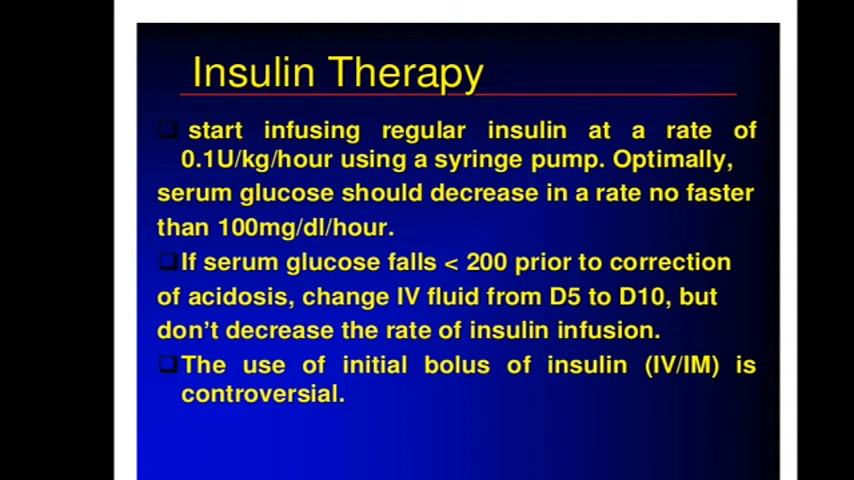 Insulin Therapy
start infusing regular insulin at a rate of
0.1U/kg/hour using a syringe pump. Optimally,
serum glucose should decrease in a rate no faster
than 100mg/dl/hour.
If serum glucose falls < 200 prior to correction
of acidosis, change IV fluid from D5 to D10, but
don’t decrease the rate of insulin infusion.
The use of initial bolus of insulin (IV/IM) is
controversial.